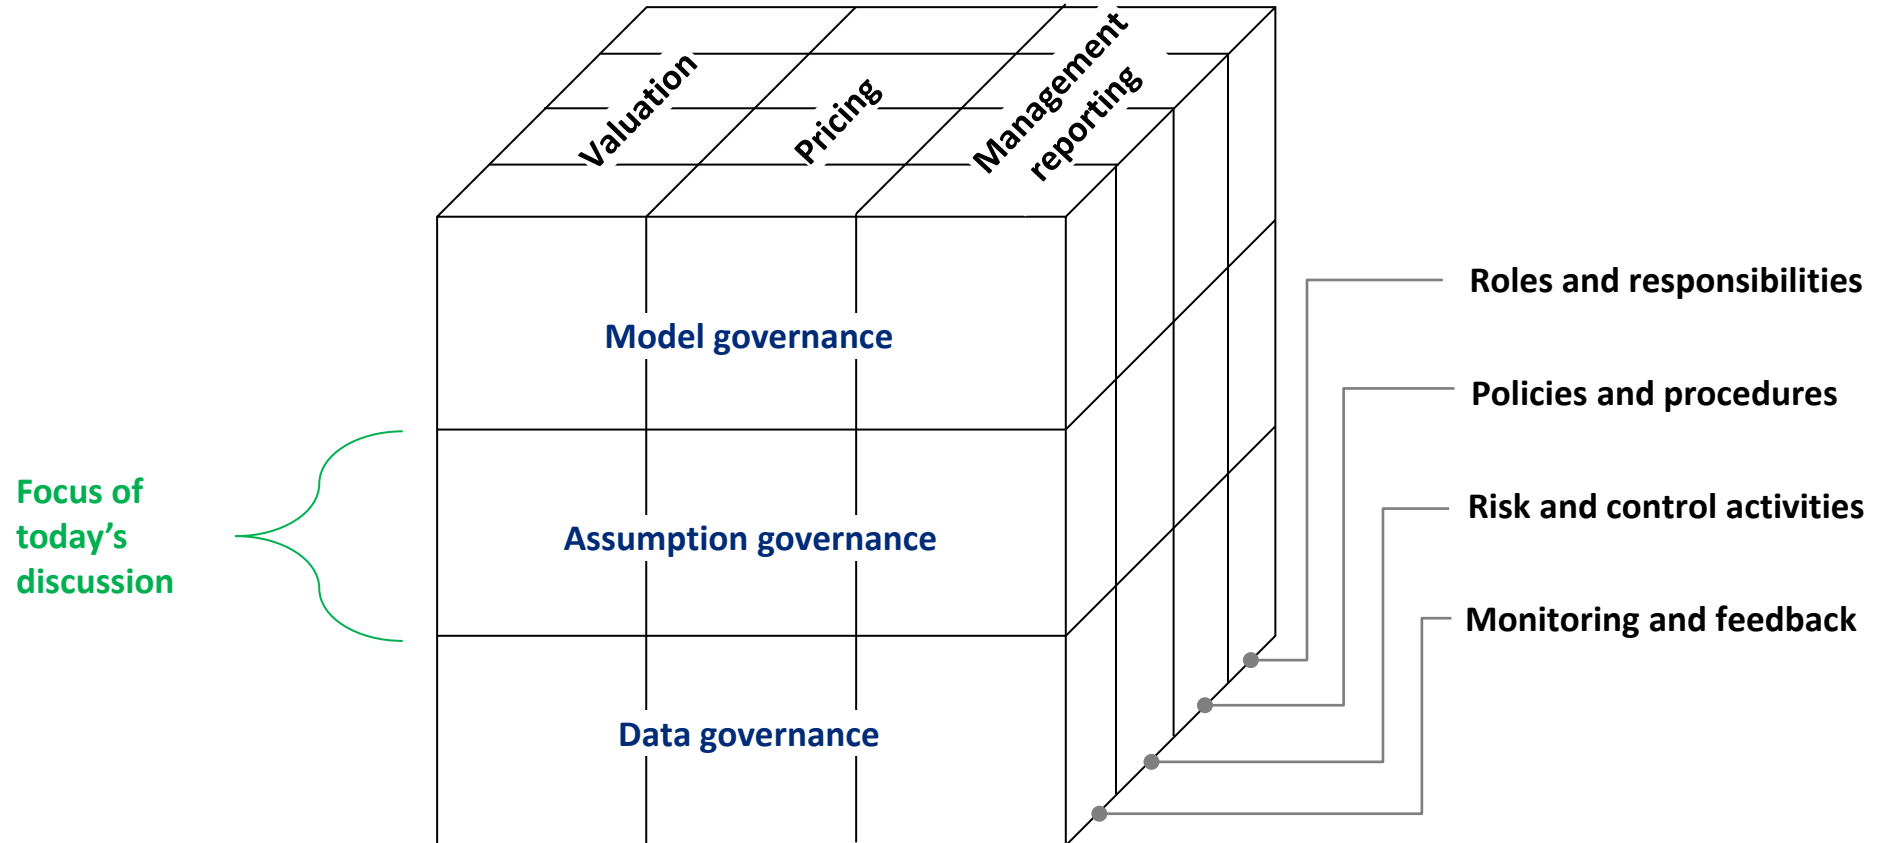 Valuation
Pricing
Management
reporting
Model governance
Assumption governance
Data governance
Focus of
today’s
discussion
Roles and responsibilities
Policies and procedures
Risk and control activities
Monitoring and feedback